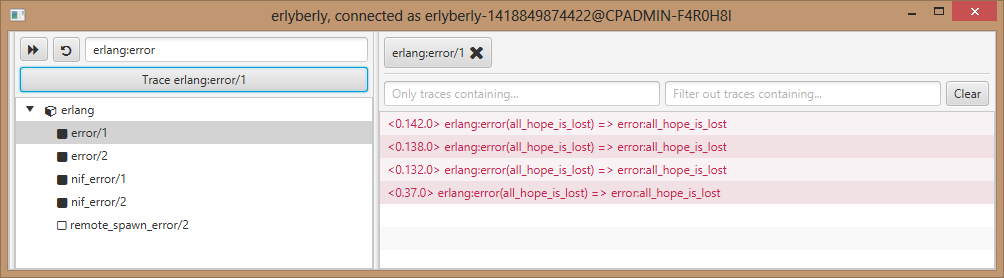 erlyberly, connected as erlyberly-1418849874422@CPADMIN-F4R0H8I
erlang:error
Trace erlang:error/1
erlang
error/1
error/2
nif_error/1
nif_error/2
remote_spawn_error/2
erlang:error/1
Only traces containing...
Filter out traces containing...
Clear
<0.142.0> erlang:error(all_hope_is_lost) => error:all_hope_is_lost
<0.138.0> erlang:error(all_hope_is_lost) => error:all_hope_is_lost
<0.132.0> erlang:error(all_hope_is_lost) => error:all_hope_is_lost
<0.37.0> erlang:error(all_hope_is_lost) => error:all_hope_is_lost